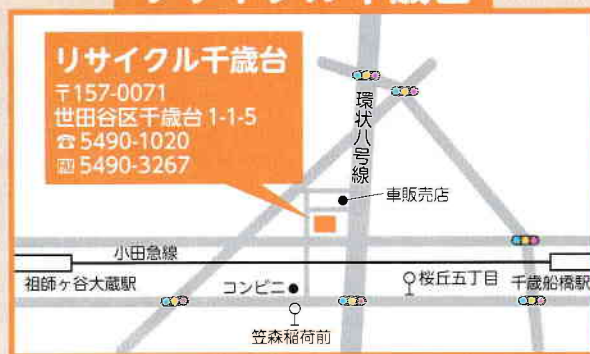 リサイクル千歳台
〒157-0071
世田谷区千歳台 1-1-5
☎ 5490-1020
FAX 5490-3267
環状八号線
車販売店
小田急線
祖師ヶ谷大蔵駅
コンビニ
桜丘五丁目
千歳船橋駅
笠森稲荷前